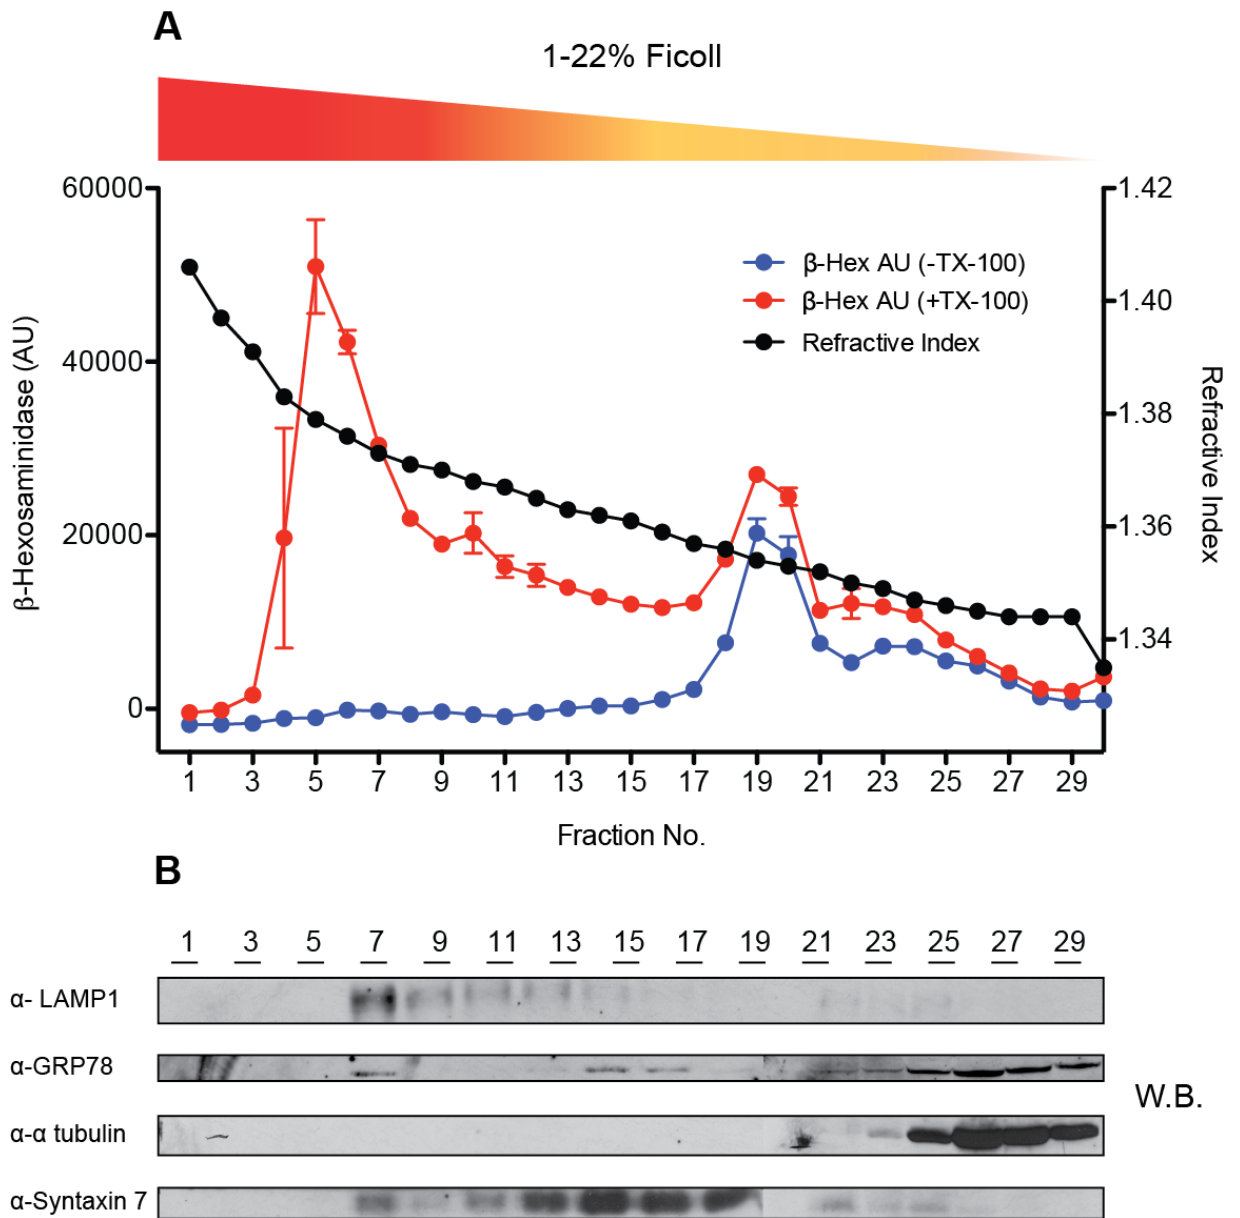 A
1-22% Ficoll
60000
40000
20000
0
β-Hexosaminidase (AU)
1.42
1.40
1.38
1.36
1.34
Refractive Index
β-Hex AU (-TX-100)
β-Hex AU (+TX-100)
Refractive Index
1 3 5 7 9 11 13 15 17 19 21 23 25 27 29
Fraction No.
B
1 3 5 7 9 11 13 15 17 19 21 23 25 27 29
α- LAMP1
α-GRP78
α-α tubulin
α-Syntaxin 7
W.B.